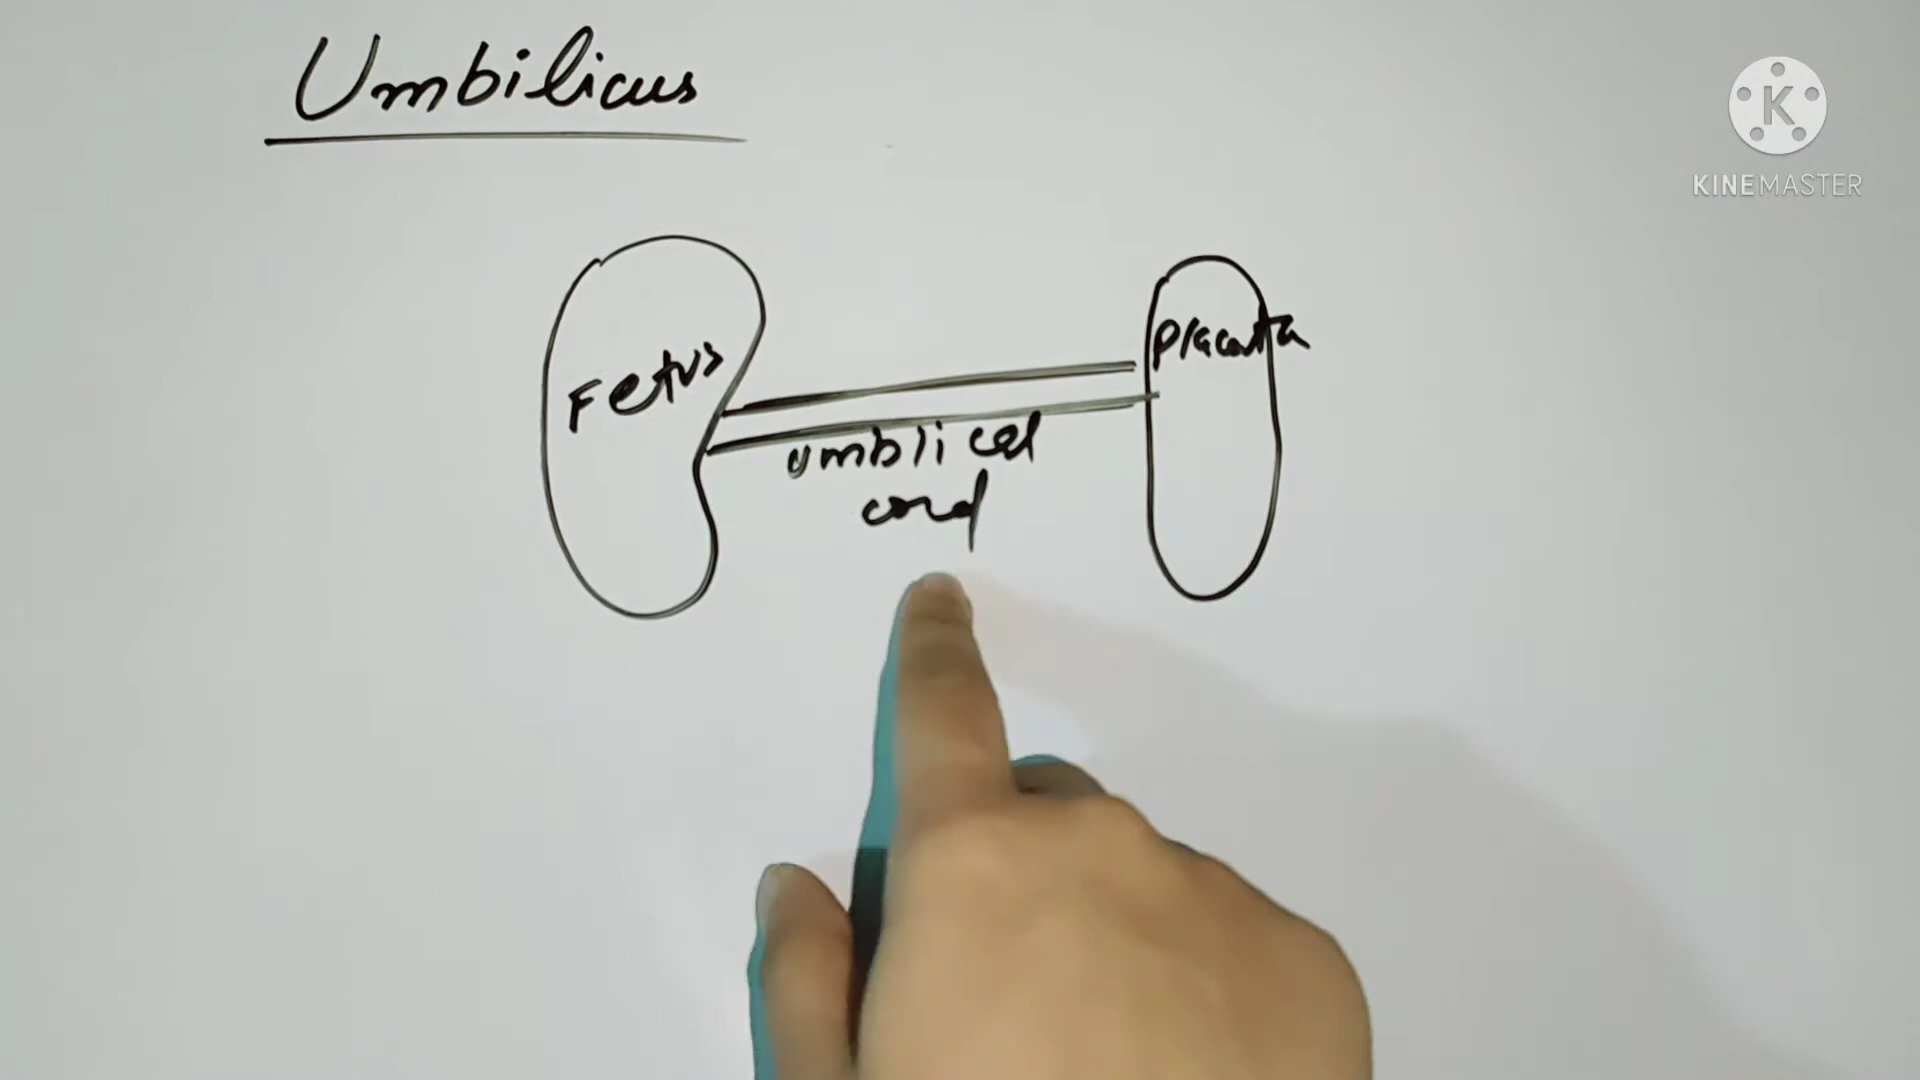 Umbilicus
KINEMASTER
Fetus
Placenta
umblical
cord